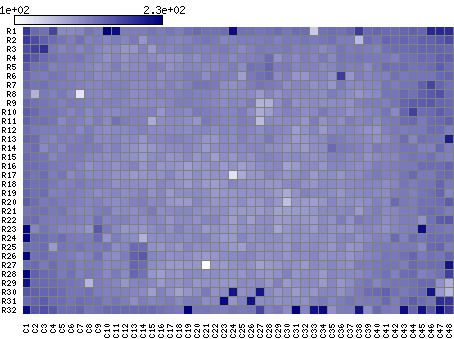 1e+02 2.3e+02
R1
R2
R3
R4
R5
R6
R7
R8
R9
R10
R11
R12
R13
R14
R15
R16
R17
R18
R19
R20
R21
R22
R23
R24
R25
R26
R27
R28
R29
R30
R31
R32
C1 C2 C3 C4 C5 C6 C7 C8 C9 C10 C11 C12 C13 C14 C15 C16 C17 C18 C19 C20 C21 C22 C23 C24 C25 C26 C27 C28 C29 C30 C31 C32 C33 C34 C35 C36 C37 C38 C39 C40 C41 C42 C43 C44 C45 C46 C47 C48